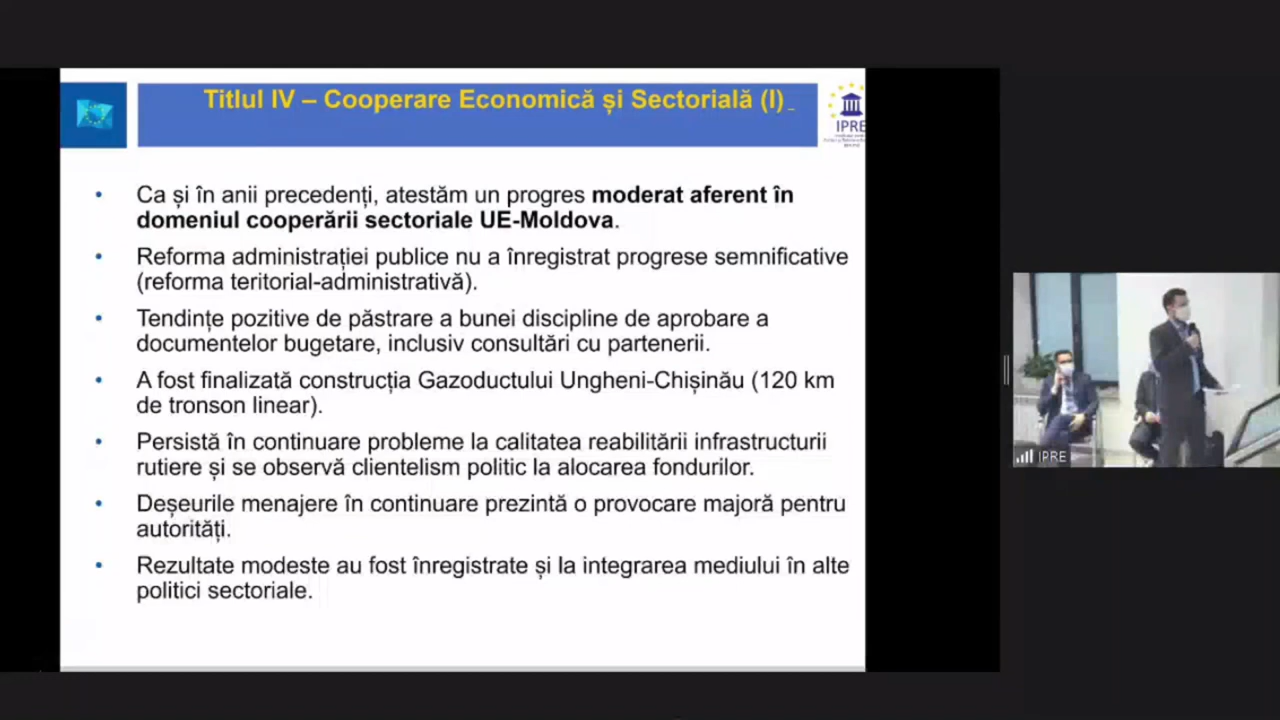 Titlul IV – Cooperare Economică și Sectorială (I)_
IPRE
Ca și în anii precedenți, atestăm un progres moderat aferent în
domeniul cooperării sectoriale UE-Moldova.
Reforma administrației publice nu a înregistrat progrese semnificative
(reforma teritorial-administrativă).
Tendințe pozitive de păstrare a bunei discipline de aprobare a
documentelor bugetare, inclusiv consultări cu partenerii.
A fost finalizată construcția Gazoductului Ungheni-Chișinău (120 km
de tronson linear).
Persistă în continuare probleme la calitatea reabilitării infrastructurii
rutiere și se observă clientelism politic la alocarea fondurilor.
Deșeurile menajere în continuare prezintă o provocare majoră pentru
autorități.
Rezultate modeste au fost înregistrate și la integrarea mediului în alte
politici sectoriale.
IPRE